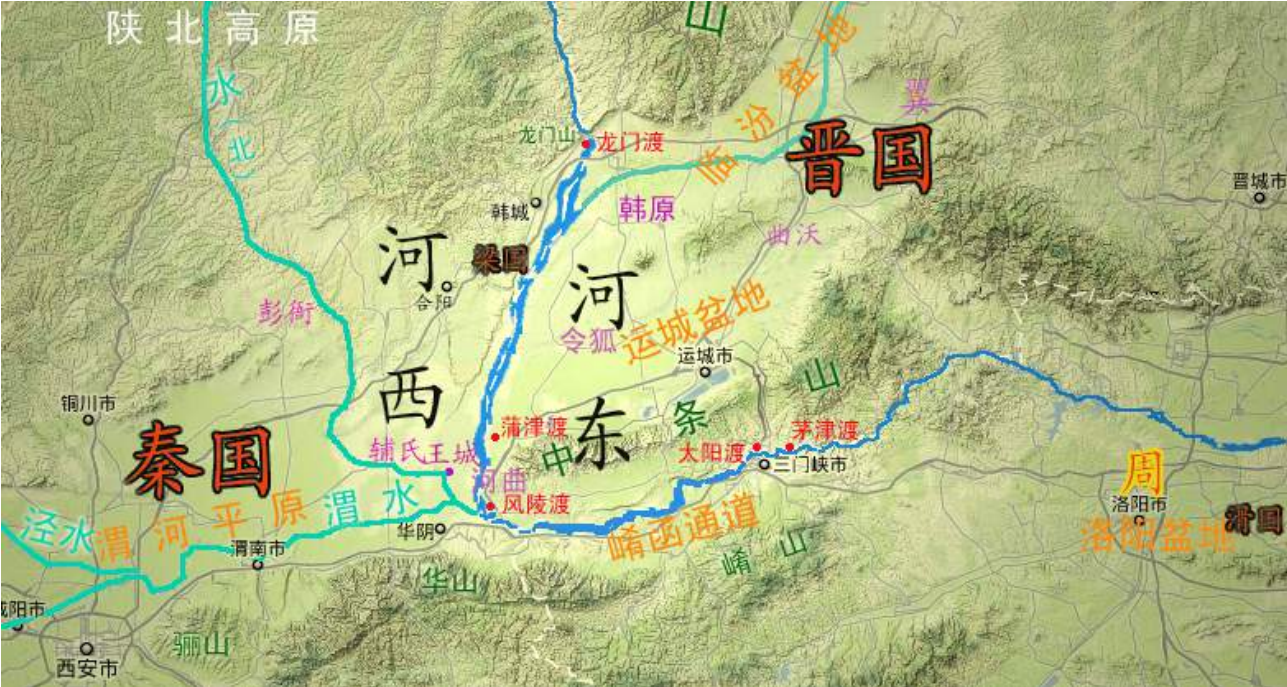 陕北高原
山
水(北)
临汾盆地
翼
龙门山
龙门渡
晋国
晋城市
韩城
韩原
曲沃
河西
梁国
合阳
河东
彭衙
令狐
运城盆地
运城市
铜川市
秦国
蒲津渡
中条山
太阳渡
茅津渡
三门峡市
辅氏
王城
河曲
风陵渡
周
洛阳市
滑国
洛阳盆地
泾水
渭河平原
渭水
华阴
崤函通道
渭南市
华山
崤山
咸阳市
骊山
西安市